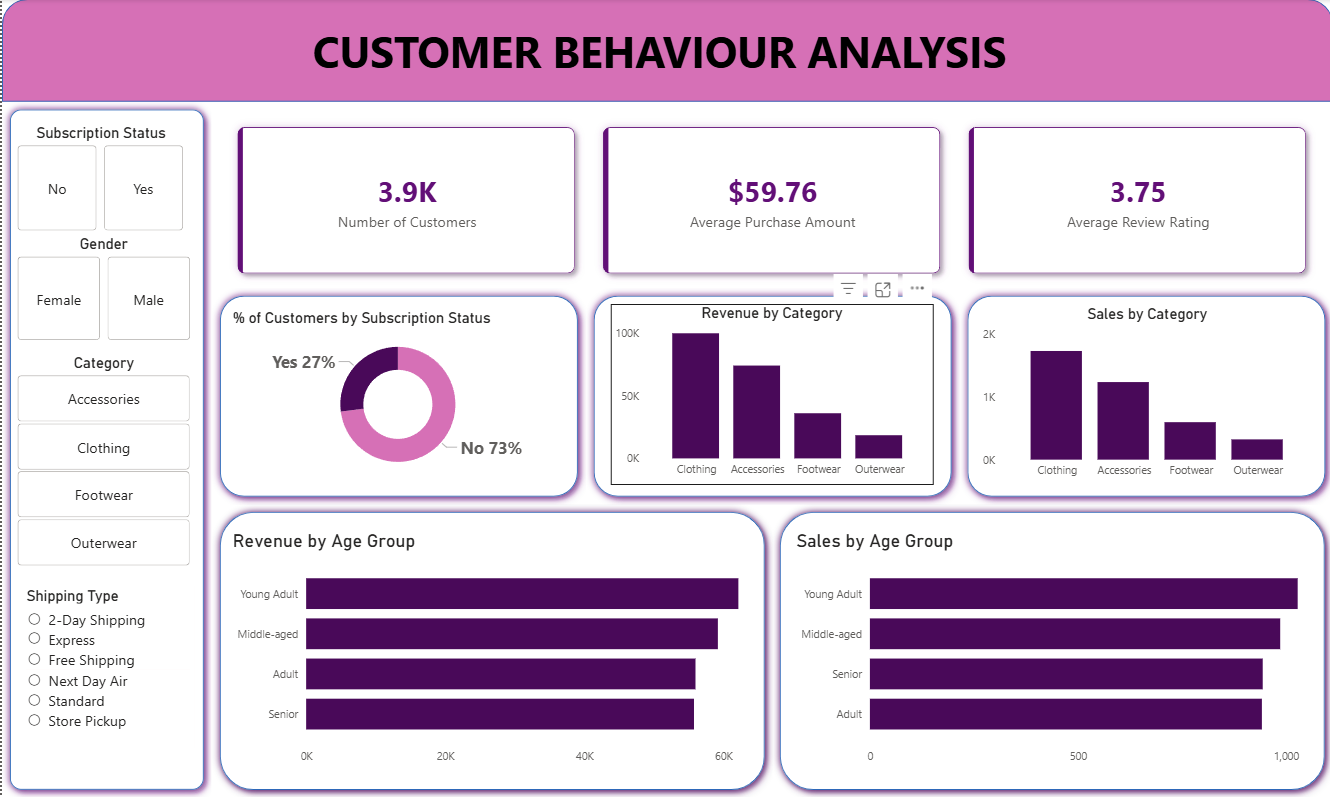 CUSTOMER BEHAVIOUR ANALYSIS
Subscription Status
No
Yes
Gender
Female
Male
Category
Accessories
Clothing
Footwear
Outerwear
Shipping Type
2-Day Shipping
Express
Free Shipping
Next Day Air
Standard
Store Pickup
3.9K
Number of Customers
$59.76
Average Purchase Amount
3.75
Average Review Rating
% of Customers by Subscription Status
Yes 27%
No 73%
Revenue by Category
100K
50K
0K
Clothing
Accessories
Footwear
Outerwear
Sales by Category
2K
1K
0K
Clothing
Accessories
Footwear
Outerwear
Revenue by Age Group
Young Adult
Middle-aged
Adult
Senior
0K
20K
40K
60K
Sales by Age Group
Young Adult
Middle-aged
Senior
Adult
0
500
1,000